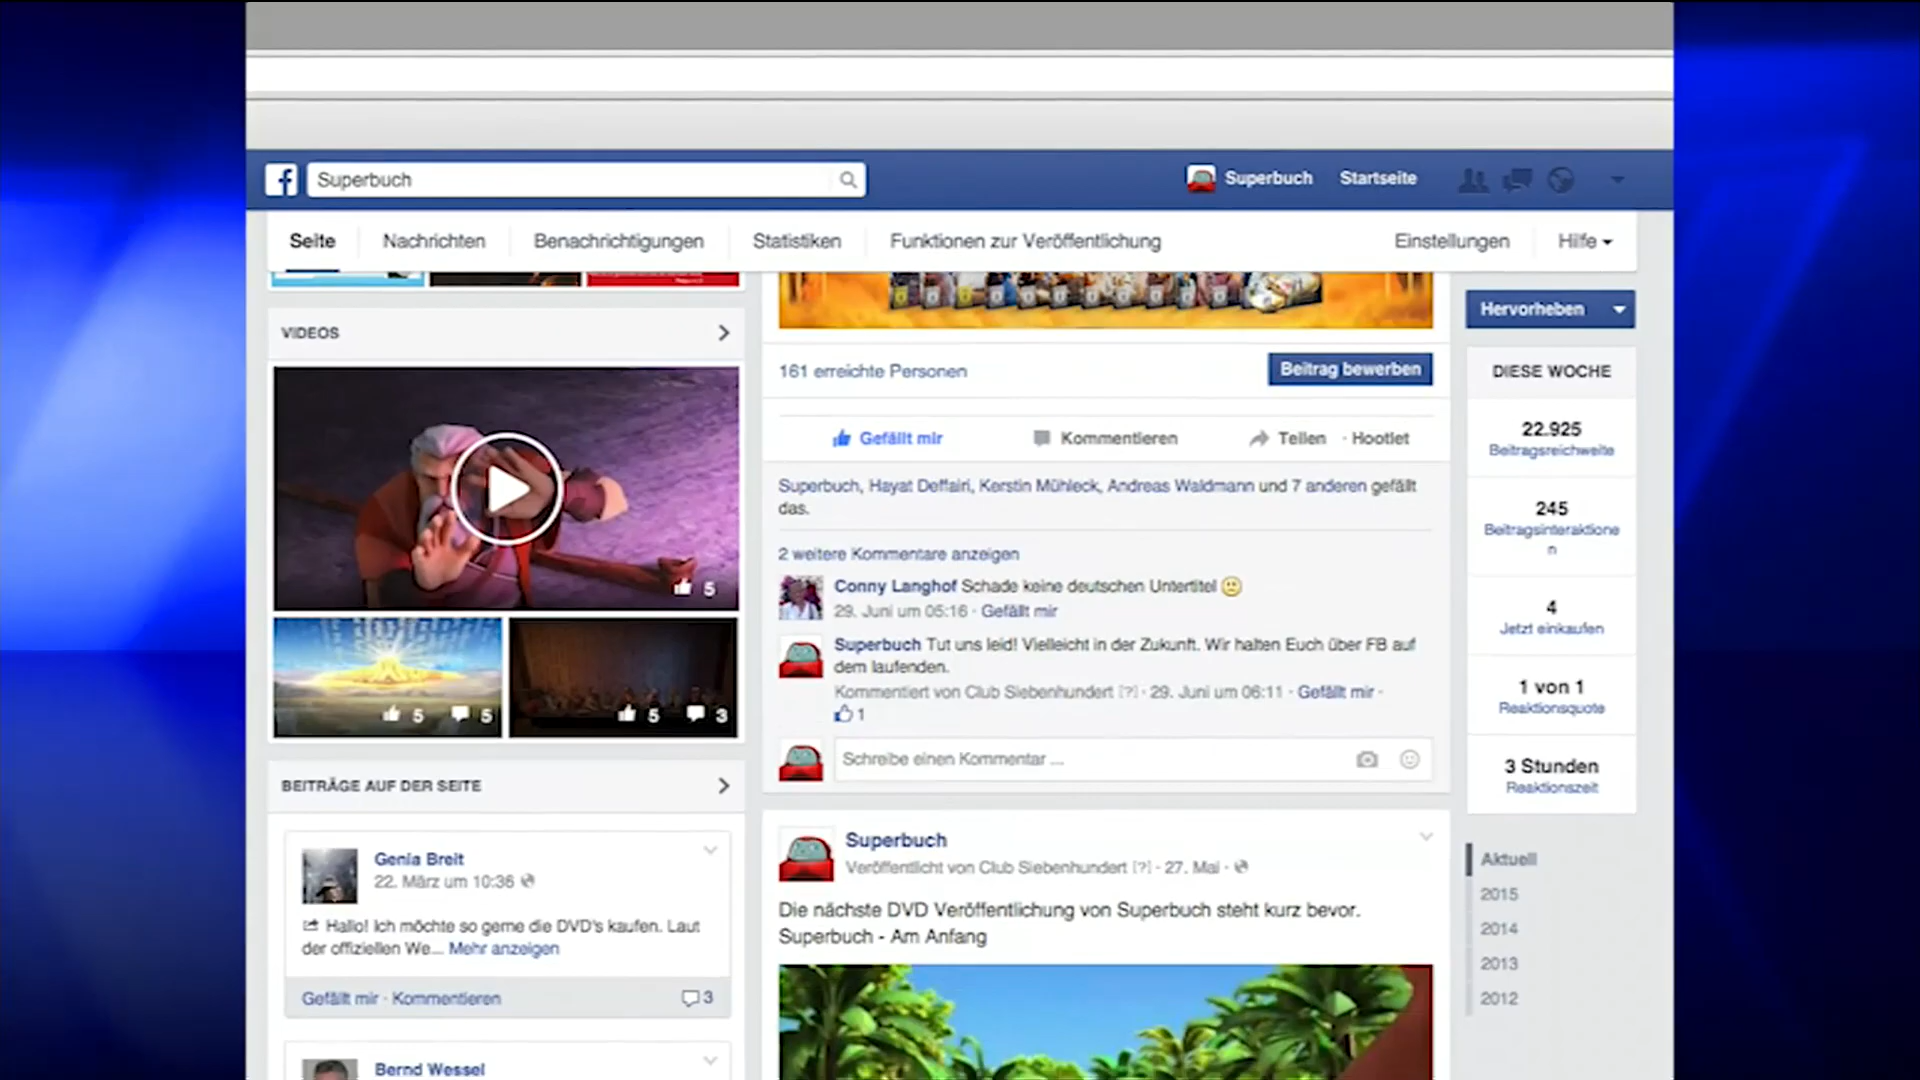 Superbuch
Superbuch Startseite
Seite Nachrichten Benachrichtigungen Statistiken Funktionen zur Veröffentlichung Einstellungen Hilfe
VIDEOS
5
5 5
5 3
BEITRÄGE AUF DER SEITE
Genia Breit
22. März um 10:36
Hallo! Ich möchte so gerne die DVD's kaufen. Laut
der offiziellen We... Mehr anzeigen
Gefällt mir · Kommentieren 3
Bernd Wessel
161 erreichte Personen Beitrag bewerben
Gefällt mir Kommentieren Teilen · Hootlet
Superbuch, Hayat Deffairi, Kerstin Mühleck, Andreas Waldmann und 7 anderen gefällt
das.
2 weitere Kommentare anzeigen
Conny Langhof Schade keine deutschen Untertitel
29. Juni um 05:16 · Gefällt mir
Superbuch Tut uns leid! Vielleicht in der Zukunft. Wir halten Euch über FB auf
dem laufenden.
Kommentiert von Club Siebenhundert [?] · 29. Juni um 06:11 · Gefällt mir ·
1
Schreibe einen Kommentar ...
Superbuch
Veröffentlicht von Club Siebenhundert [?] · 27. Mai ·
Die nächste DVD Veröffentlichung von Superbuch steht kurz bevor.
Superbuch - Am Anfang
Hervorheben
DIESE WOCHE
22.925
Beitragsreichweite
245
Beitragsinteraktione
n
4
Jetzt einkaufen
1 von 1
Reaktionsquote
3 Stunden
Reaktionszeit
Aktuell
2015
2014
2013
2012